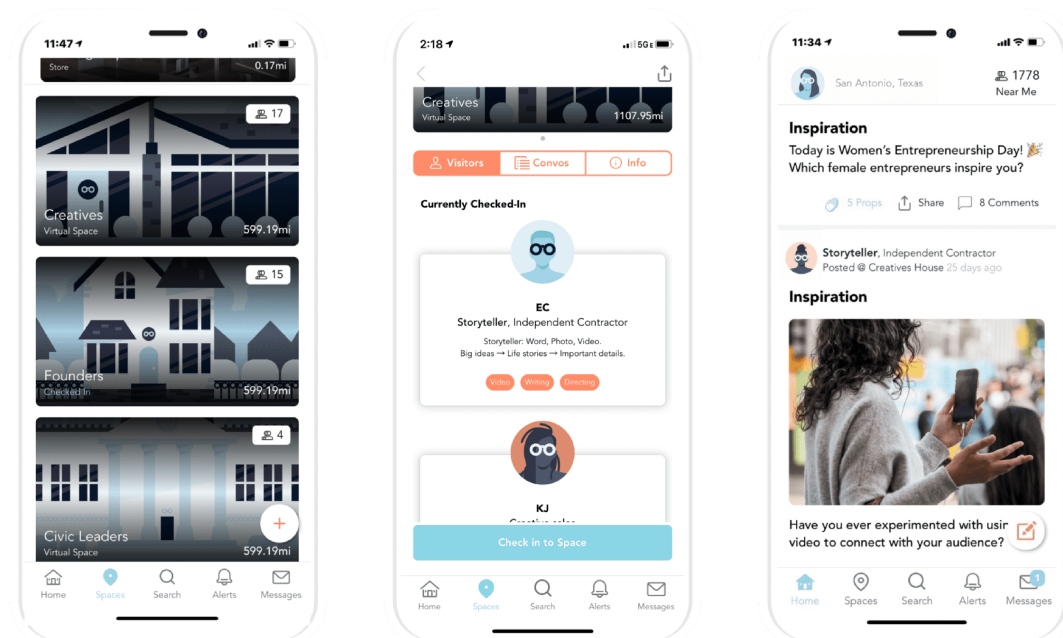 11:47
Store
0.17mi
17
Creatives
Virtual Space
599.19mi
15
Founders
Checked In
599.19mi
4
Civic Leaders
Virtual Space
599.19mi
+
Home
Spaces
Search
Alerts
Messages
2:18
5G E
Creatives
Virtual Space
1107.95mi
Visitors
Convos
Info
Currently Checked-In
EC
Storyteller, Independent Contractor
Storyteller: Word, Photo, Video.
Big ideas → Life stories → Important details.
Video
Writing
Directing
KJ
Check in to Space
Home
Spaces
Search
Alerts
Messages
11:34
San Antonio, Texas
1778
Near Me
Inspiration
Today is Women's Entrepreneurship Day! 🎉
Which female entrepreneurs inspire you?
5 Props
Share
8 Comments
Storyteller, Independent Contractor
Posted @ Creatives House 25 days ago
Inspiration
Have you ever experimented with usin
video to connect with your audience?
1
Home
Spaces
Search
Alerts
Messages